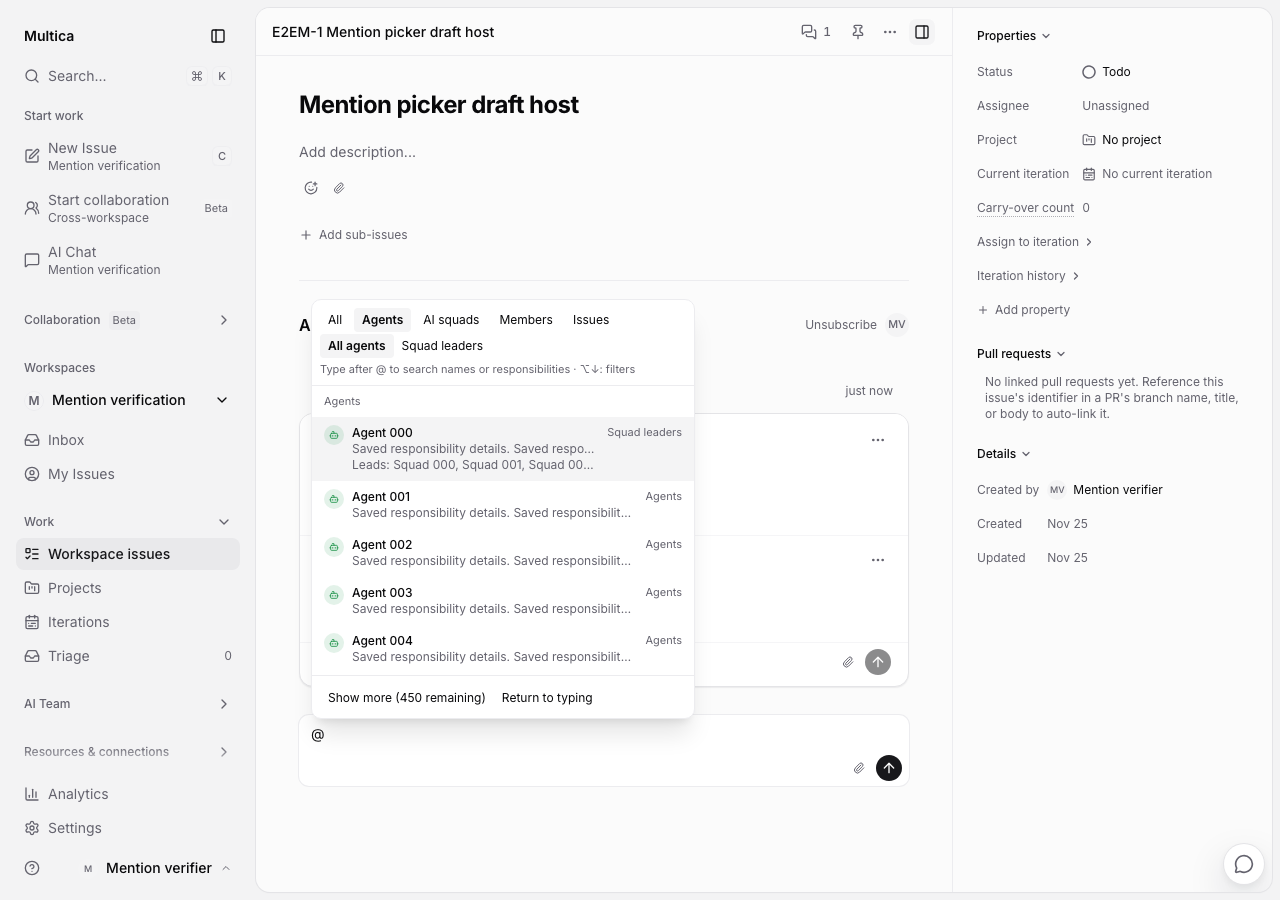 Multica
Search...
⌘ K
Start work
New Issue
Mention verification
C
Start collaboration
Cross-workspace
Beta
AI Chat
Mention verification
Collaboration Beta
Workspaces
M Mention verification
Inbox
My Issues
Work
Workspace issues
Projects
Iterations
Triage 0
AI Team
Resources & connections
Analytics
Settings
M Mention verifier
E2EM-1 Mention picker draft host
1
Mention picker draft host
Add description...
Add sub-issues
A
Unsubscribe MV
just now
All Agents AI squads Members Issues
All agents Squad leaders
Type after @ to search names or responsibilities · ⌥↓: filters
Agents
Agent 000 Squad leaders
Saved responsibility details. Saved respo...
Leads: Squad 000, Squad 001, Squad 00...
Agent 001 Agents
Saved responsibility details. Saved responsibilit...
Agent 002 Agents
Saved responsibility details. Saved responsibilit...
Agent 003 Agents
Saved responsibility details. Saved responsibilit...
Agent 004 Agents
Saved responsibility details. Saved responsibilit...
Show more (450 remaining) Return to typing
@
Properties
Status Todo
Assignee Unassigned
Project No project
Current iteration No current iteration
Carry-over count 0
Assign to iteration
Iteration history
Add property
Pull requests
No linked pull requests yet. Reference this
issue's identifier in a PR's branch name, title,
or body to auto-link it.
Details
Created by MV Mention verifier
Created Nov 25
Updated Nov 25